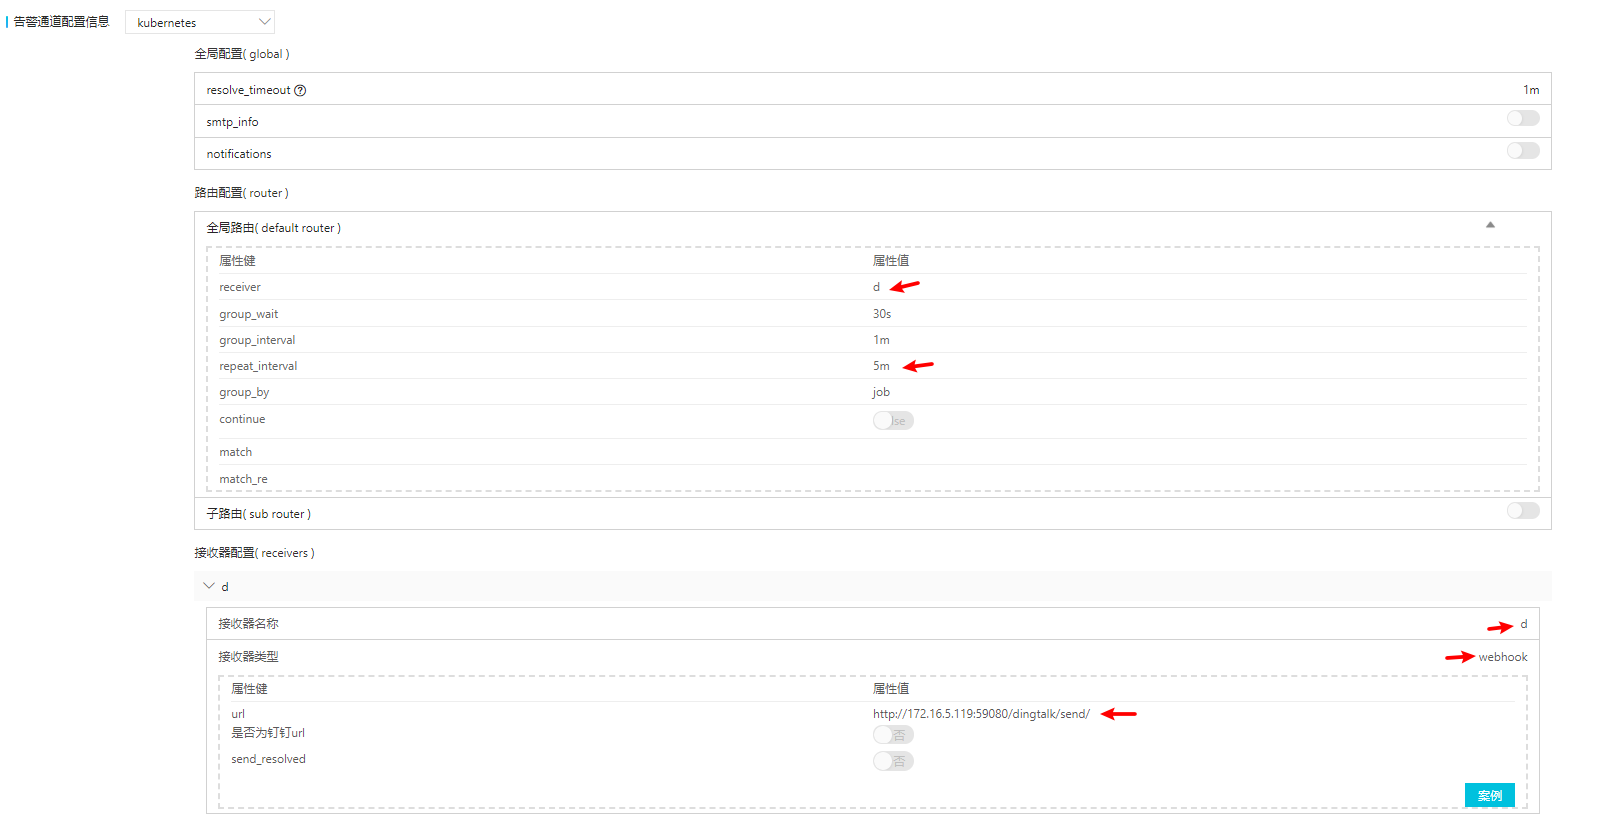 告警通道配置信息 kubernetes
全局配置( global )
resolve_timeout ? 1m
smtp_info
notifications
路由配置( router )
全局路由( default router )
属性健 属性值
receiver d
group_wait 30s
group_interval 1m
repeat_interval 5m
group_by job
continue lse
match
match_re
子路由( sub router )
接收器配置( receivers )
d
接收器名称 d
接收器类型 webhook
属性健 属性值
url http://172.16.5.119:59080/dingtalk/send/
是否为钉钉url 否
send_resolved 否
案例